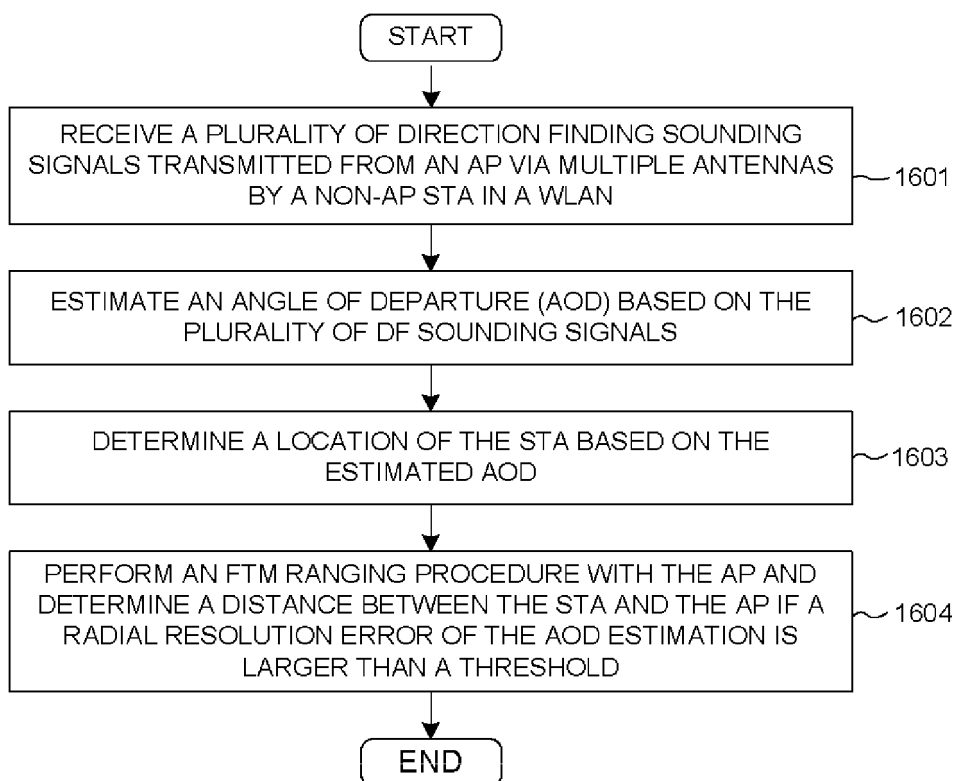 START
RECEIVE A PLURALITY OF DIRECTION FINDING SOUNDING
SIGNALS TRANSMITTED FROM AN AP VIA MULTIPLE ANTENNAS
BY A NON-AP STA IN A WLAN
1601
ESTIMATE AN ANGLE OF DEPARTURE (AOD) BASED ON THE
PLURALITY OF DF SOUNDING SIGNALS
1602
DETERMINE A LOCATION OF THE STA BASED ON THE
ESTIMATED AOD
1603
PERFORM AN FTM RANGING PROCEDURE WITH THE AP AND
DETERMINE A DISTANCE BETWEEN THE STA AND THE AP IF A
RADIAL RESOLUTION ERROR OF THE AOD ESTIMATION IS
LARGER THAN A THRESHOLD
1604
END